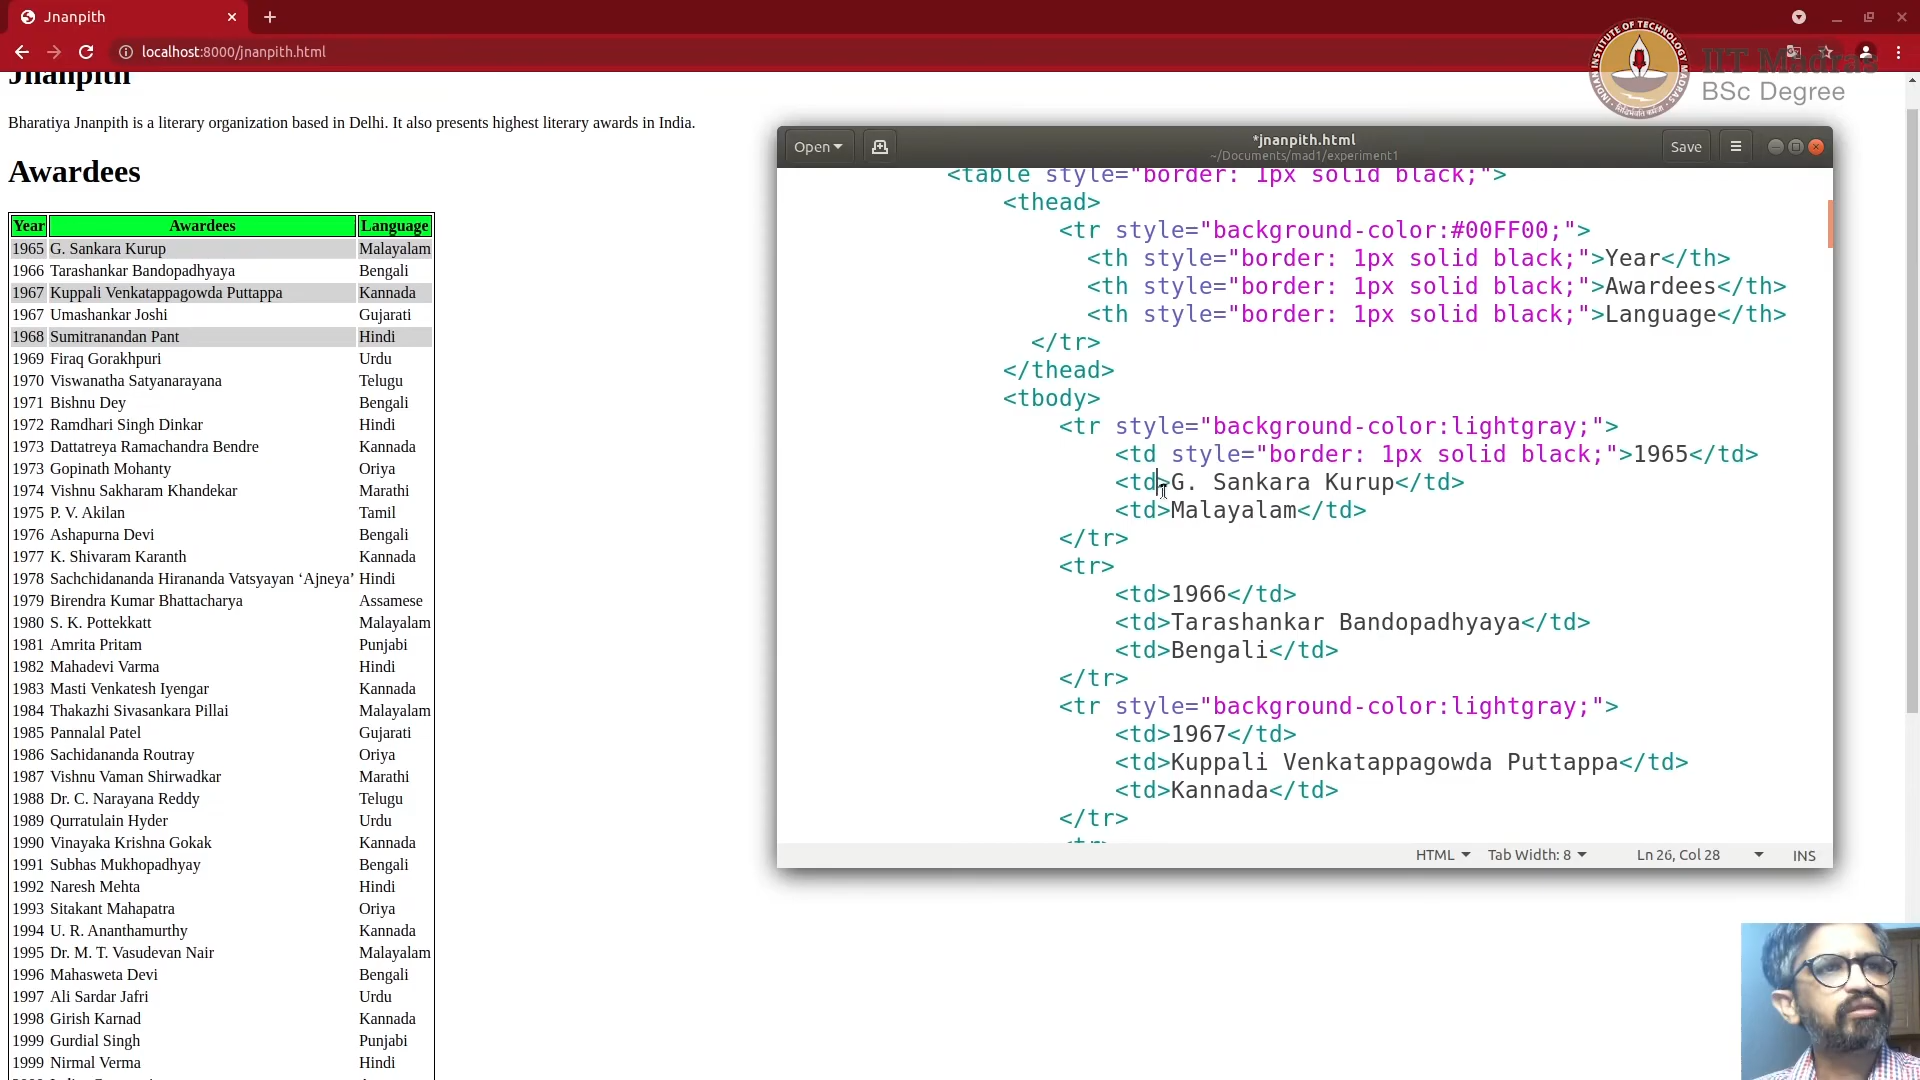 Jnanpith
localhost:8000/jnanpith.html
IIT Madras
BSc Degree
Jnanpith
Bharatiya Jnanpith is a literary organization based in Delhi. It also presents highest literary awards in India.
Awardees
Year Awardees Language
1965 G. Sankara Kurup Malayalam
1966 Tarashankar Bandopadhyaya Bengali
1967 Kuppali Venkatappagowda Puttappa Kannada
1967 Umashankar Joshi Gujarati
1968 Sumitranandan Pant Hindi
1969 Firaq Gorakhpuri Urdu
1970 Viswanatha Satyanarayana Telugu
1971 Bishnu Dey Bengali
1972 Ramdhari Singh Dinkar Hindi
1973 Dattatreya Ramachandra Bendre Kannada
1973 Gopinath Mohanty Oriya
1974 Vishnu Sakharam Khandekar Marathi
1975 P. V. Akilan Tamil
1976 Ashapurna Devi Bengali
1977 K. Shivaram Karanth Kannada
1978 Sachchidananda Hirananda Vatsyayan ‘Ajneya’ Hindi
1979 Birendra Kumar Bhattacharya Assamese
1980 S. K. Pottekkatt Malayalam
1981 Amrita Pritam Punjabi
1982 Mahadevi Varma Hindi
1983 Masti Venkatesh Iyengar Kannada
1984 Thakazhi Sivasankara Pillai Malayalam
1985 Pannalal Patel Gujarati
1986 Sachidananda Routray Oriya
1987 Vishnu Vaman Shirwadkar Marathi
1988 Dr. C. Narayana Reddy Telugu
1989 Qurratulain Hyder Urdu
1990 Vinayaka Krishna Gokak Kannada
1991 Subhas Mukhopadhyay Bengali
1992 Naresh Mehta Hindi
1993 Sitakant Mahapatra Oriya
1994 U. R. Ananthamurthy Kannada
1995 Dr. M. T. Vasudevan Nair Malayalam
1996 Mahasweta Devi Bengali
1997 Ali Sardar Jafri Urdu
1998 Girish Karnad Kannada
1999 Gurdial Singh Punjabi
1999 Nirmal Verma Hindi
Open
*jnanpith.html
~/Documents/mad1/experiment1
Save
<table style="border: 1px solid black;">
<thead>
<tr style="background-color:#00FF00;">
<th style="border: 1px solid black;">Year</th>
<th style="border: 1px solid black;">Awardees</th>
<th style="border: 1px solid black;">Language</th>
</tr>
</thead>
<tbody>
<tr style="background-color:lightgray;">
<td style="border: 1px solid black;">1965</td>
<td>G. Sankara Kurup</td>
<td>Malayalam</td>
</tr>
<tr>
<td>1966</td>
<td>Tarashankar Bandopadhyaya</td>
<td>Bengali</td>
</tr>
<tr style="background-color:lightgray;">
<td>1967</td>
<td>Kuppali Venkatappagowda Puttappa</td>
<td>Kannada</td>
</tr>
<tr>
HTML Tab Width: 8 Ln 26, Col 28 INS